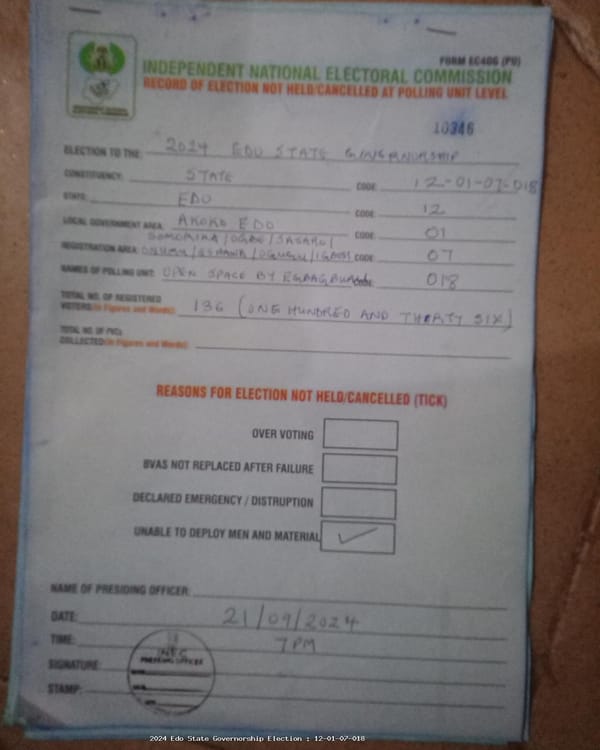 FORM EC40G (PU)
INDEPENDENT NATIONAL ELECTORAL COMMISSION
RECORD OF ELECTION NOT HELD/CANCELLED AT POLLING UNIT LEVEL
10346
ELECTION TO THE: 2024 EDO STATE GOVERNORSHIP
CONSTITUENCY: STATE CODE: 12-01-07-018
STATE: EDO CODE: 12
LOCAL GOVERNMENT AREA: AKOKO EDO CODE: 01
SOMORIKA/OGBE/SASARO/
REGISTRATION AREA: CODE: 07
NAMES OF POLLING UNIT: OPEN SPACE BY CODE: 018
TOTAL NO. OF REGISTERED
VOTERS (In Figures and Words): 136 (ONE HUNDRED AND THIRTY SIX)
TOTAL NO. OF PVCs
COLLECTED (In Figures and Words):
REASONS FOR ELECTION NOT HELD/CANCELLED (TICK)
OVER VOTING
BVAS NOT REPLACED AFTER FAILURE
DECLARED EMERGENCY / DISTRUPTION
UNABLE TO DEPLOY MEN AND MATERIAL
NAME OF PRESIDING OFFICER:
DATE: 21/09/2024
TIME: 7PM
INEC
PRESIDING OFFICER
SIGNATURE:
STAMP:
2024 Edo State Governorship Election : 12-01-07-018